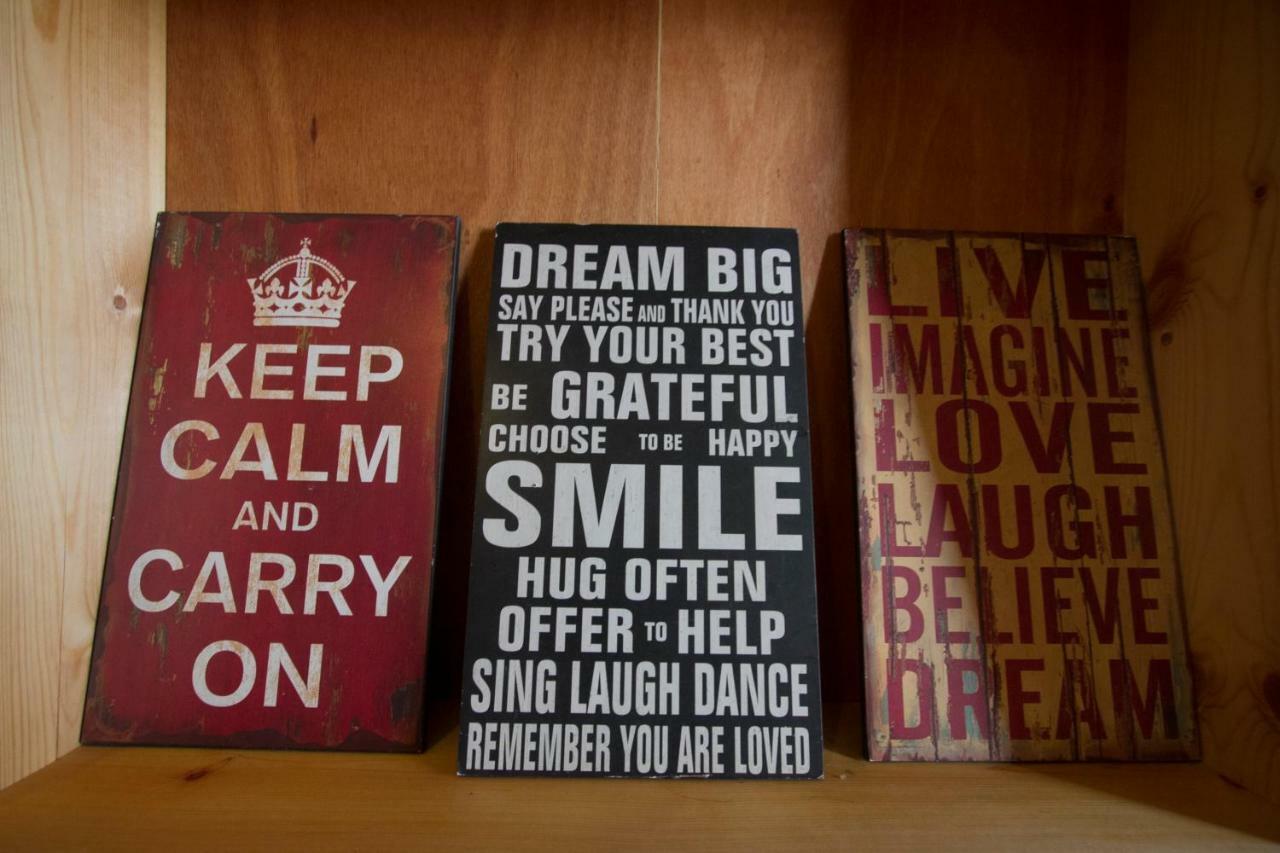 KEEP
CALM
AND
CARRY
ON
DREAM BIG
SAY PLEASE AND THANK YOU
TRY YOUR BEST
BE GRATEFUL
CHOOSE TO BE HAPPY
SMILE
HUG OFTEN
OFFER TO HELP
SING LAUGH DANCE
REMEMBER YOU ARE LOVED
LIVE
IMAGINE
LOVE
LAUGH
BELIEVE
DREAM